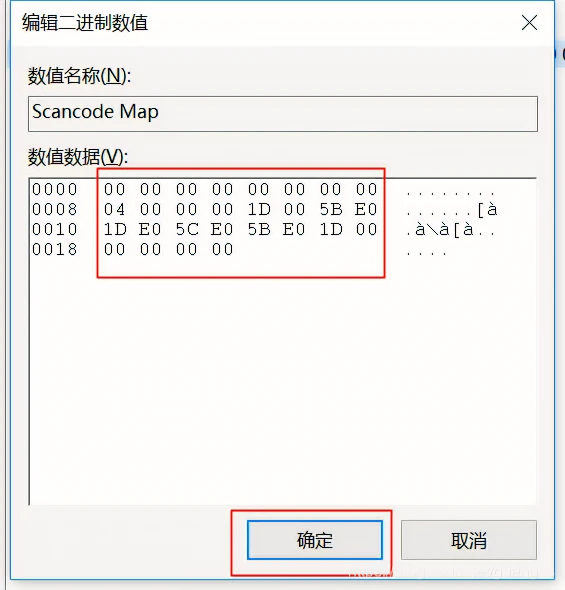 编辑二进制数值
数值名称(N):
Scancode Map
数值数据(V):
0000 00 00 00 00 00 00 00 00 ........
0008 04 00 00 00 1D 00 5B E0 ......[à
0010 1D E0 5C E0 5B E0 1D 00 .à\à[à..
0018 00 00 00 00 ....
确定
取消